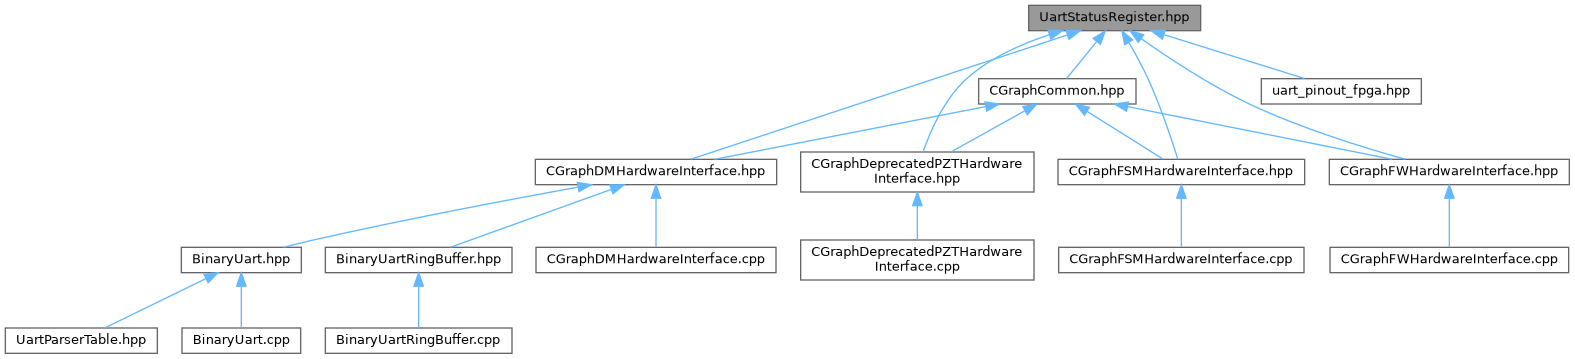 UartStatusRegister.hpp
CGraphCommon.hpp
uart_pinout_fpga.hpp
CGraphDMHardwareInterface.hpp
CGraphDeprecatedPZTHardware
Interface.hpp
CGraphFSMHardwareInterface.hpp
CGraphFWHardwareInterface.hpp
BinaryUart.hpp
BinaryUartRingBuffer.hpp
CGraphDMHardwareInterface.cpp
CGraphDeprecatedPZTHardware
Interface.cpp
CGraphFSMHardwareInterface.cpp
CGraphFWHardwareInterface.cpp
UartParserTable.hpp
BinaryUart.cpp
BinaryUartRingBuffer.cpp